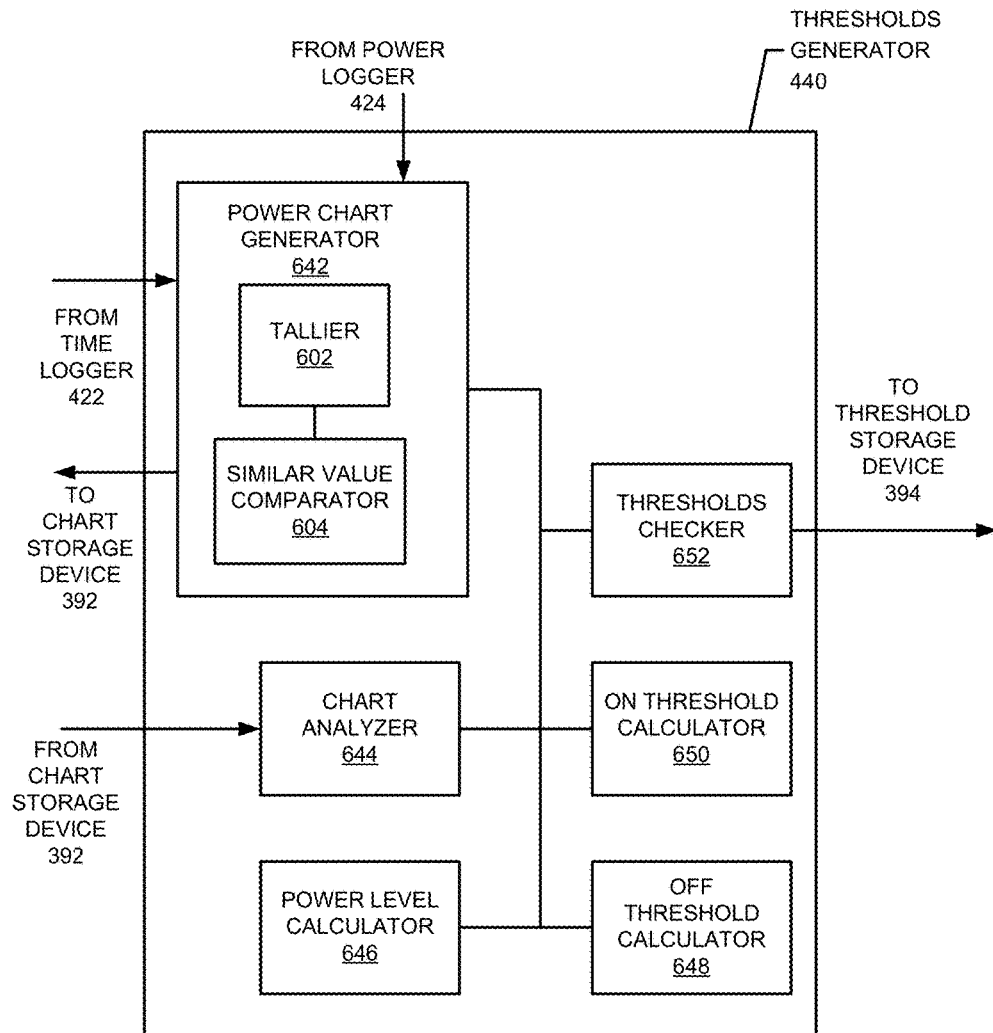 THRESHOLDS
GENERATOR
440
FROM POWER
LOGGER
424
POWER CHART
GENERATOR
642
TALLIER
602
SIMILAR VALUE
COMPARATOR
604
FROM
TIME
LOGGER
422
TO
CHART
STORAGE
DEVICE
392
THRESHOLDS
CHECKER
652
TO
THRESHOLD
STORAGE
DEVICE
394
CHART
ANALYZER
644
ON THRESHOLD
CALCULATOR
650
FROM
CHART
STORAGE
DEVICE
392
POWER LEVEL
CALCULATOR
646
OFF
THRESHOLD
CALCULATOR
648